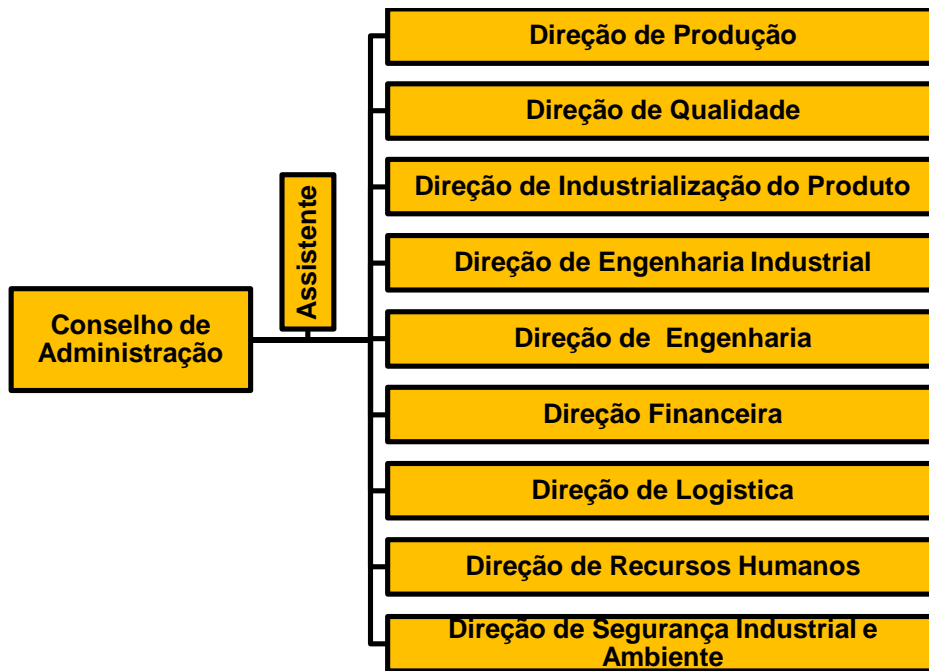 Direção de Produção
Direção de Qualidade
Direção de Industrialização do Produto
Direção de Engenharia Industrial
Assistente
Conselho de
Administração
Direção de  Engenharia
Direção Financeira
Direção de Logistica
Direção de Recursos Humanos
Direção de Segurança Industrial e
Ambiente